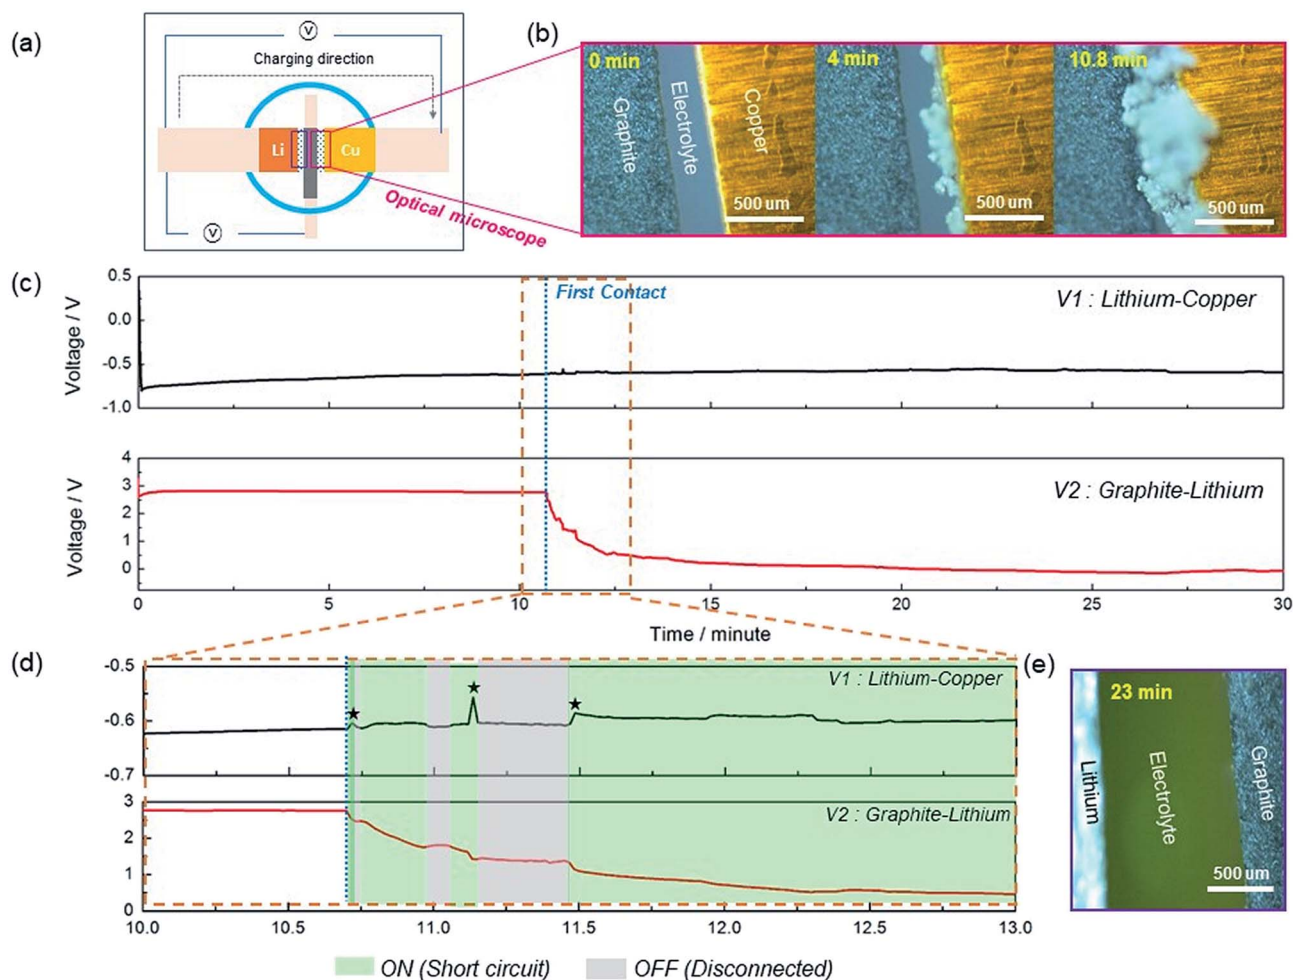 (a)
V
Charging direction
Li
Cu
V
Optical microscope
(b)
0 min
Graphite
Electrolyte
Copper
500 um
4 min
500 um
10.8 min
500 um
(c)
Voltage / V
0.5
0.0
-0.5
-1.0
First Contact
V1 : Lithium-Copper
Voltage / V
4
3
2
1
0
V2 : Graphite-Lithium
0 5 10 15 20 25 30
Time / minute
(d)
-0.5
-0.6
-0.7
★ ★ ★
V1 : Lithium-Copper
3
2
1
0
V2 : Graphite-Lithium
10.0 10.5 11.0 11.5 12.0 12.5 13.0
ON (Short circuit) OFF (Disconnected)
(e)
23 min
Lithium
Electrolyte
Graphite
500 um